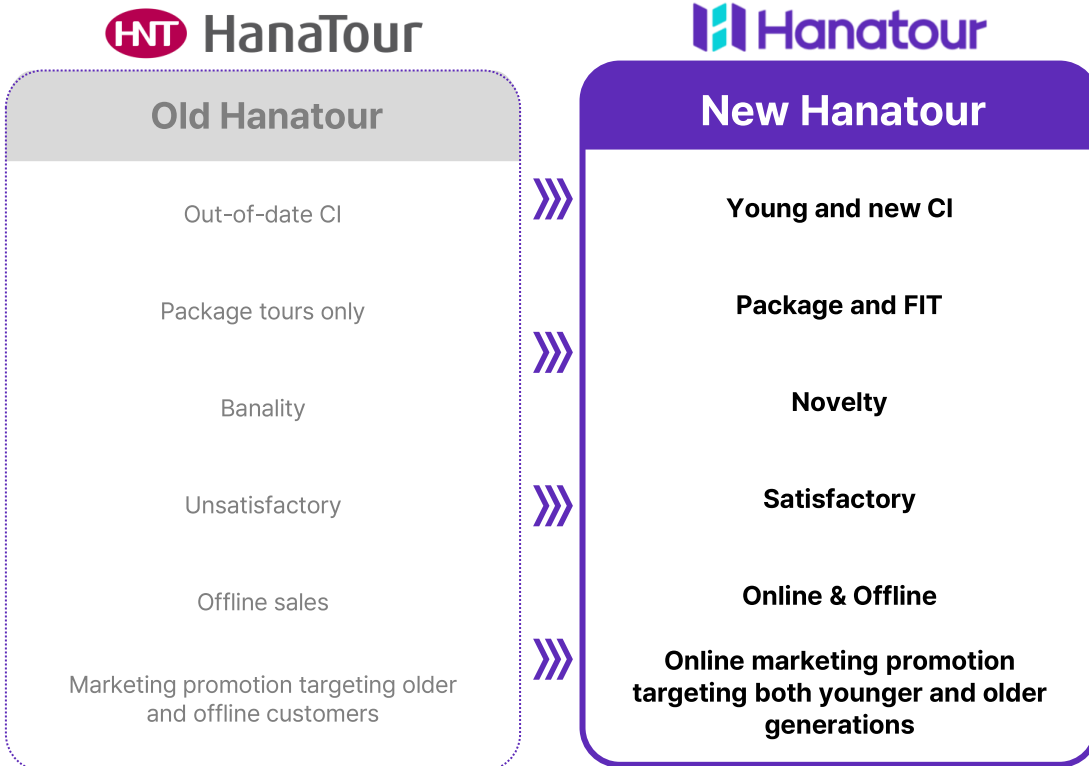 HNT HanaTour
Hanatour
Old Hanatour
New Hanatour
Out-of-date CI
Young and new CI
Package tours only
Package and FIT
Banality
Novelty
Unsatisfactory
Satisfactory
Offline sales
Online & Offline
Marketing promotion targeting older
and offline customers
Online marketing promotion
targeting both younger and older
generations